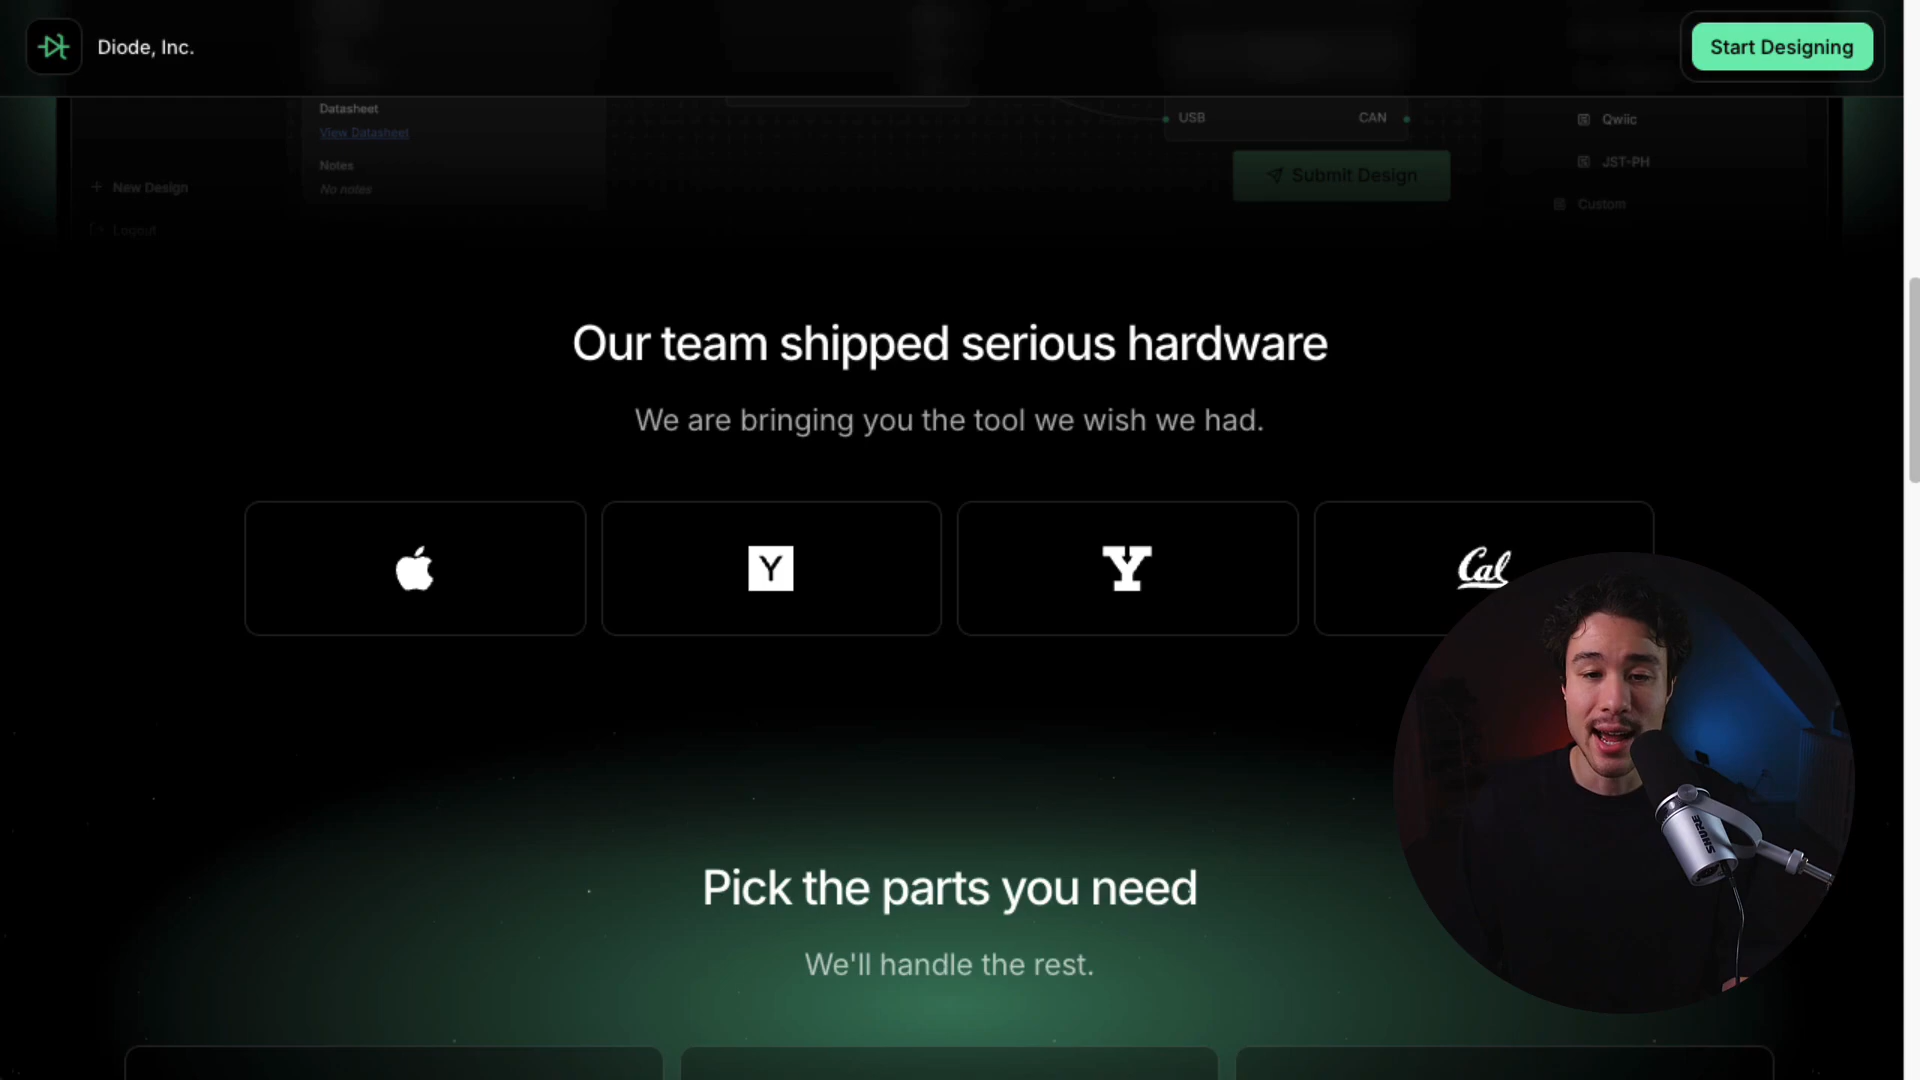 Diode, Inc.
Start Designing
Datasheet
View Datasheet
Notes
No notes
New Design
Logout
USB CAN
Submit Design
Qwiic
JST-PH
Custom
Our team shipped serious hardware
We are bringing you the tool we wish we had.
Y
Y
Cal
Pick the parts you need
We'll handle the rest.
SHURE